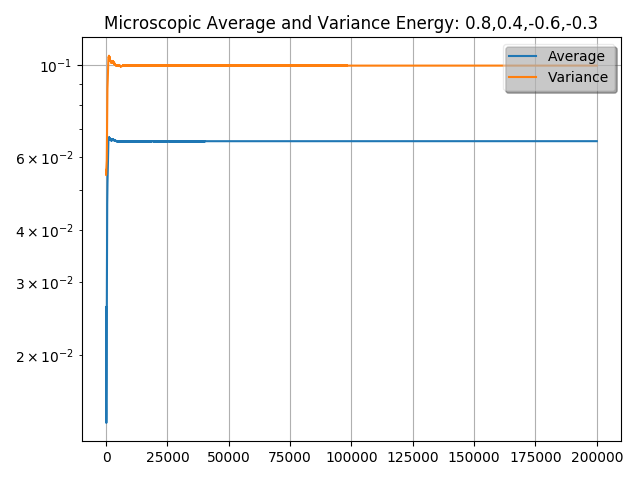 Microscopic Average and Variance Energy: 0.8,0.4,-0.6,-0.3
Average
Variance
10⁻¹
6 × 10⁻²
4 × 10⁻²
3 × 10⁻²
2 × 10⁻²
0 25000 50000 75000 100000 125000 150000 175000 200000